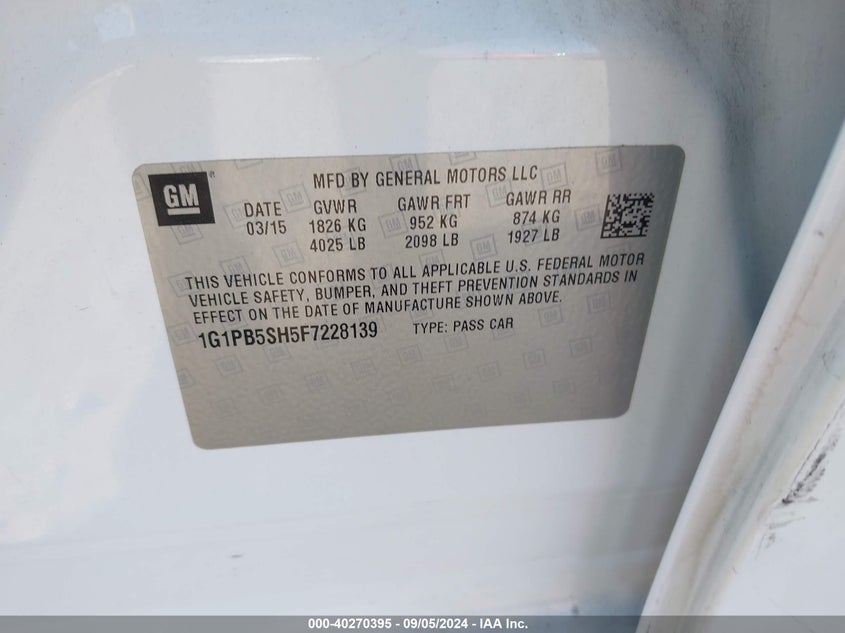 GM
MFD BY GENERAL MOTORS LLC
DATE GVWR GAWR FRT GAWR RR
03/15 1826 KG 952 KG 874 KG
4025 LB 2098 LB 1927 LB
THIS VEHICLE CONFORMS TO ALL APPLICABLE U.S. FEDERAL MOTOR
VEHICLE SAFETY, BUMPER, AND THEFT PREVENTION STANDARDS IN
EFFECT ON THE DATE OF MANUFACTURE SHOWN ABOVE.
1G1PB5SH5F7228139 TYPE: PASS CAR
000-40270395 - 09/05/2024 - IAA Inc.